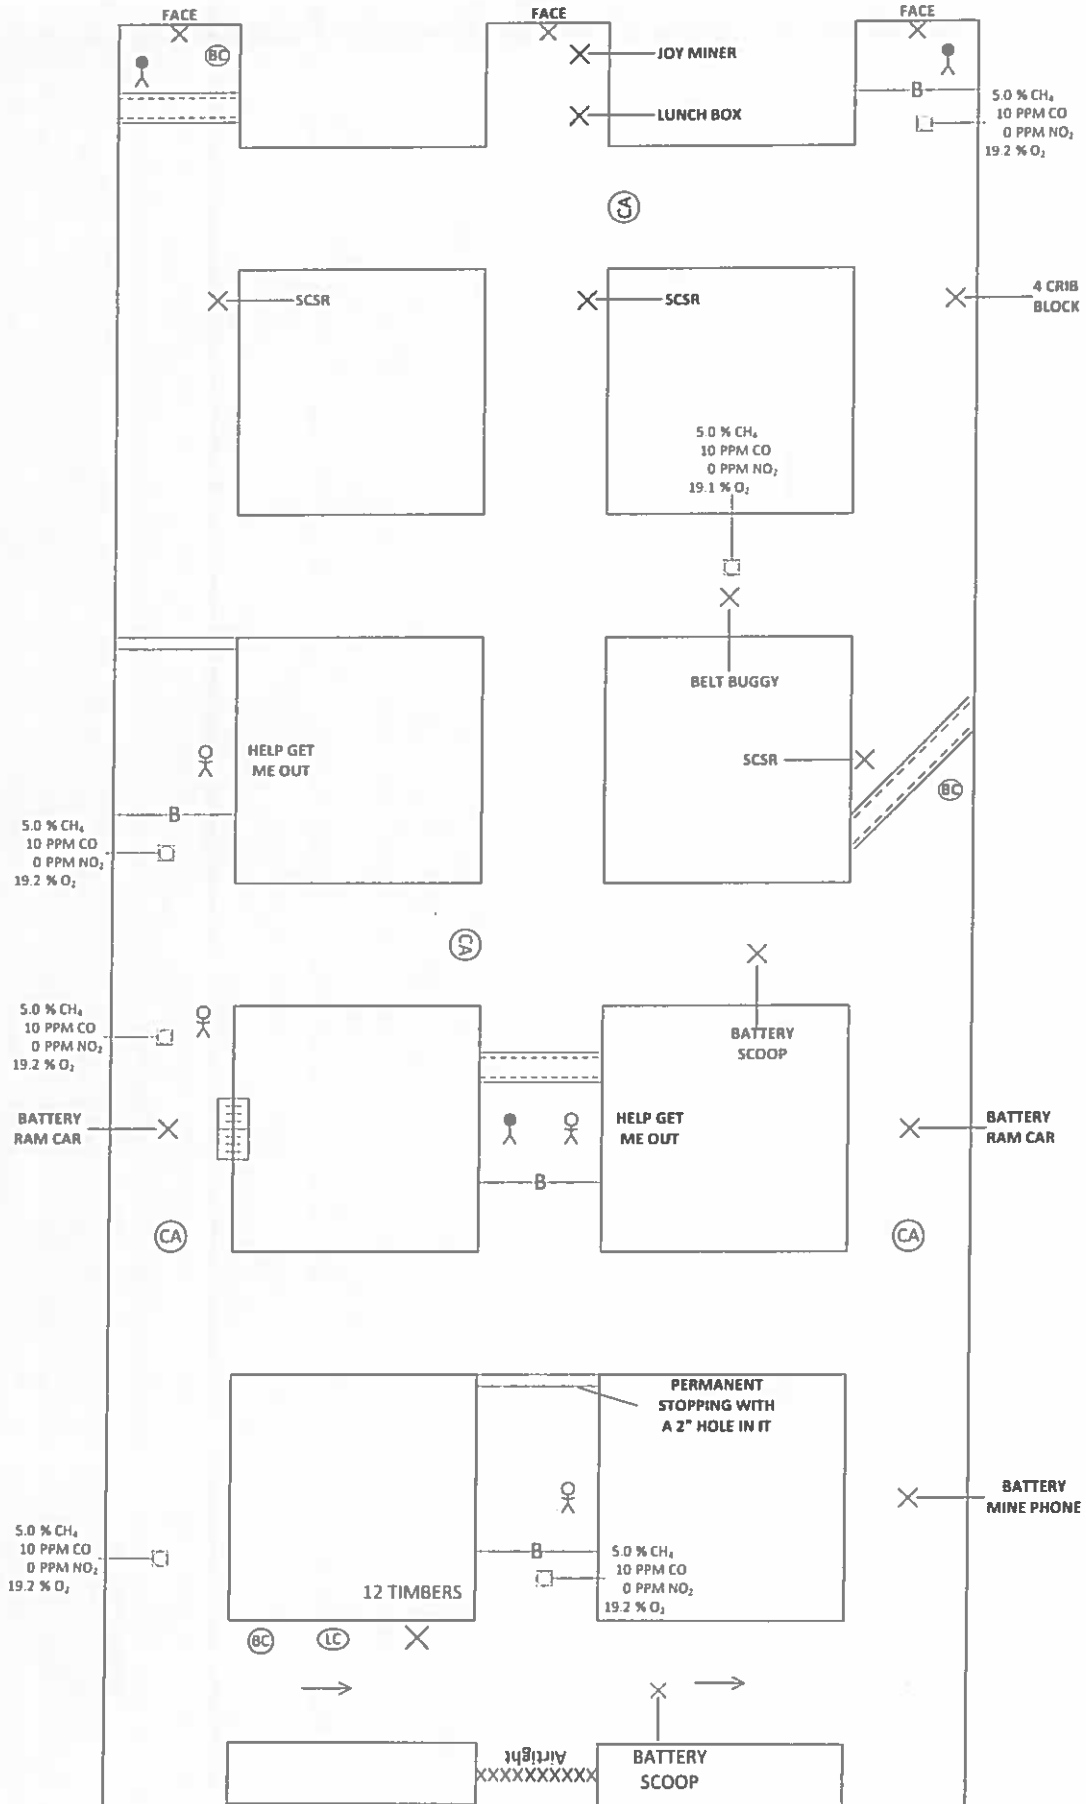 FACE
FACE
FACE
BC
JOY MINER
B
5.0 % CH₄
10 PPM CO
0 PPM NO₂
19.2 % O₂
LUNCH BOX
CA
SCSR
SCSR
4 CRIB
BLOCK
5.0 % CH₄
10 PPM CO
0 PPM NO₂
19.1 % O₂
BELT BUGGY
HELP GET
ME OUT
SCSR
BC
B
5.0 % CH₄
10 PPM CO
0 PPM NO₂
19.2 % O₂
CA
5.0 % CH₄
10 PPM CO
0 PPM NO₂
19.2 % O₂
BATTERY
SCOOP
BATTERY
RAM CAR
HELP GET
ME OUT
BATTERY
RAM CAR
B
CA
CA
PERMANENT
STOPPING WITH
A 2" HOLE IN IT
BATTERY
MINE PHONE
5.0 % CH₄
10 PPM CO
0 PPM NO₂
19.2 % O₂
B
5.0 % CH₄
10 PPM CO
0 PPM NO₂
19.2 % O₂
12 TIMBERS
BC
LC
Airtight
XXXXXXXXXX
BATTERY
SCOOP